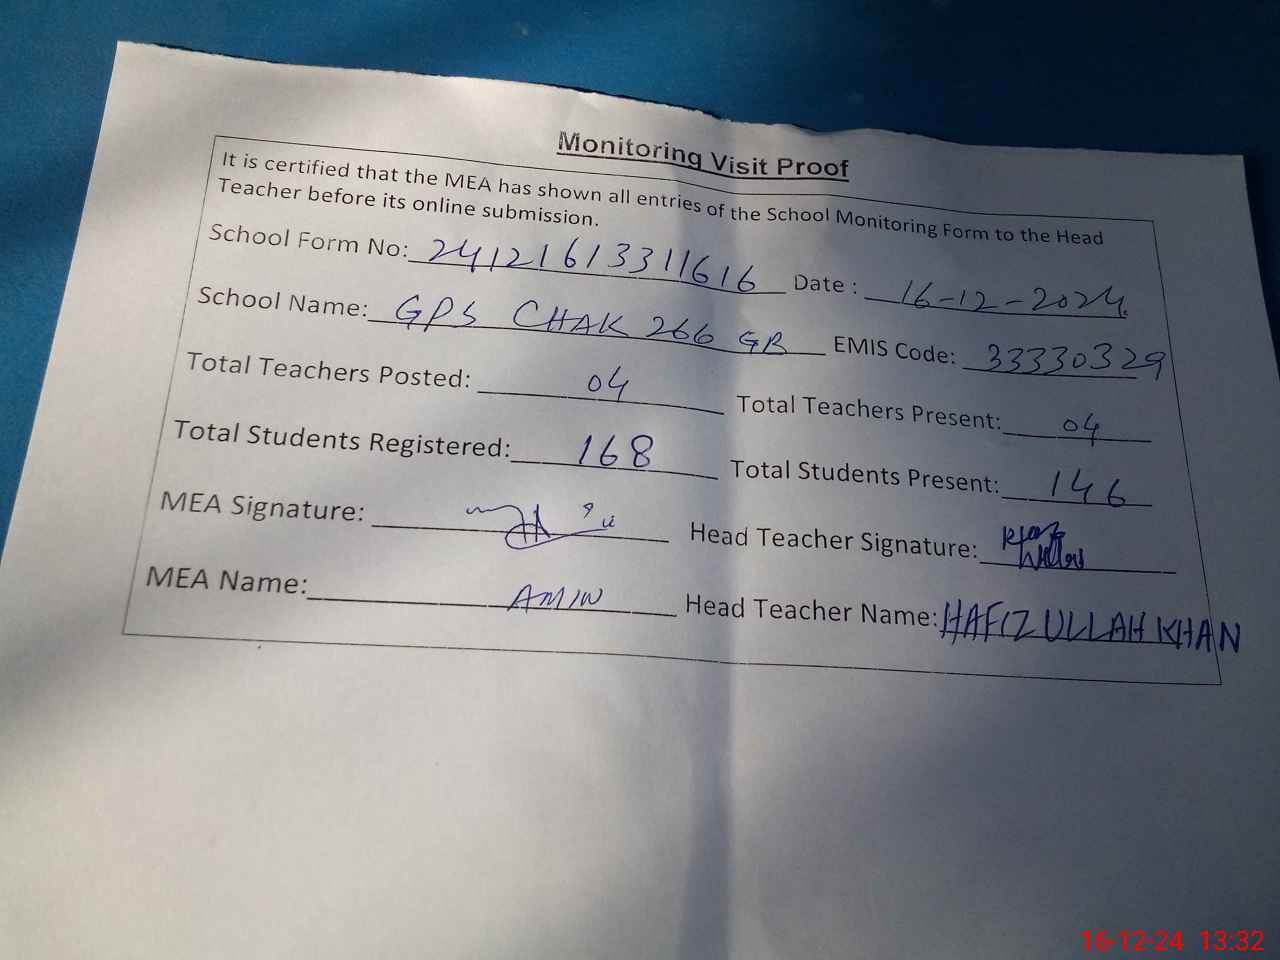 Monitoring Visit Proof
It is certified that the MEA has shown all entries of the School Monitoring Form to the Head
Teacher before its online submission.
School Form No: 24121613311616 Date : 16-12-2024.
School Name: GPS CHAK 266 GB EMIS Code: 33330329
Total Teachers Posted: 04 Total Teachers Present: 04
Total Students Registered: 168 Total Students Present: 146
MEA Signature: Head Teacher Signature:
MEA Name: AMIN Head Teacher Name: HAFIZ ULLAH KHAN
16-12-24 13:32